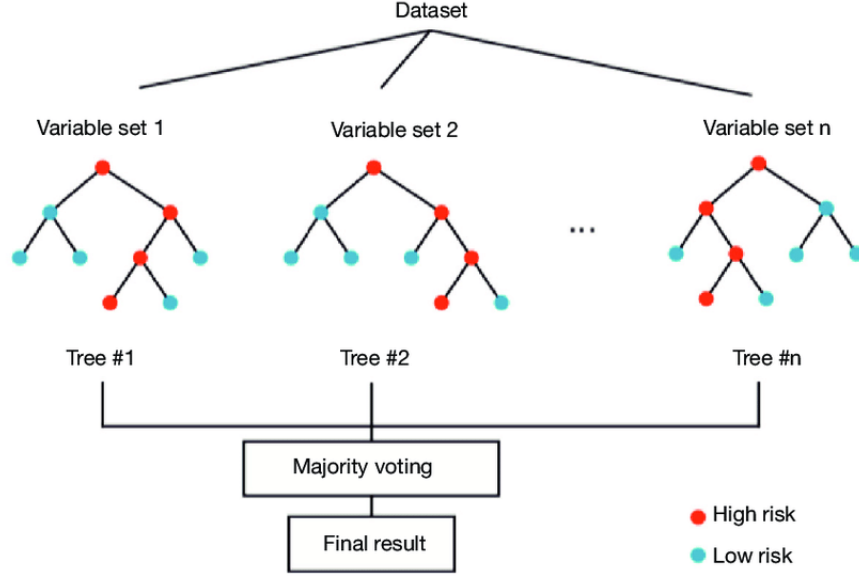 Dataset
Variable set 1
Variable set 2
Variable set n
...
Tree #1
Tree #2
Tree #n
Majority voting
Final result
High risk
Low risk